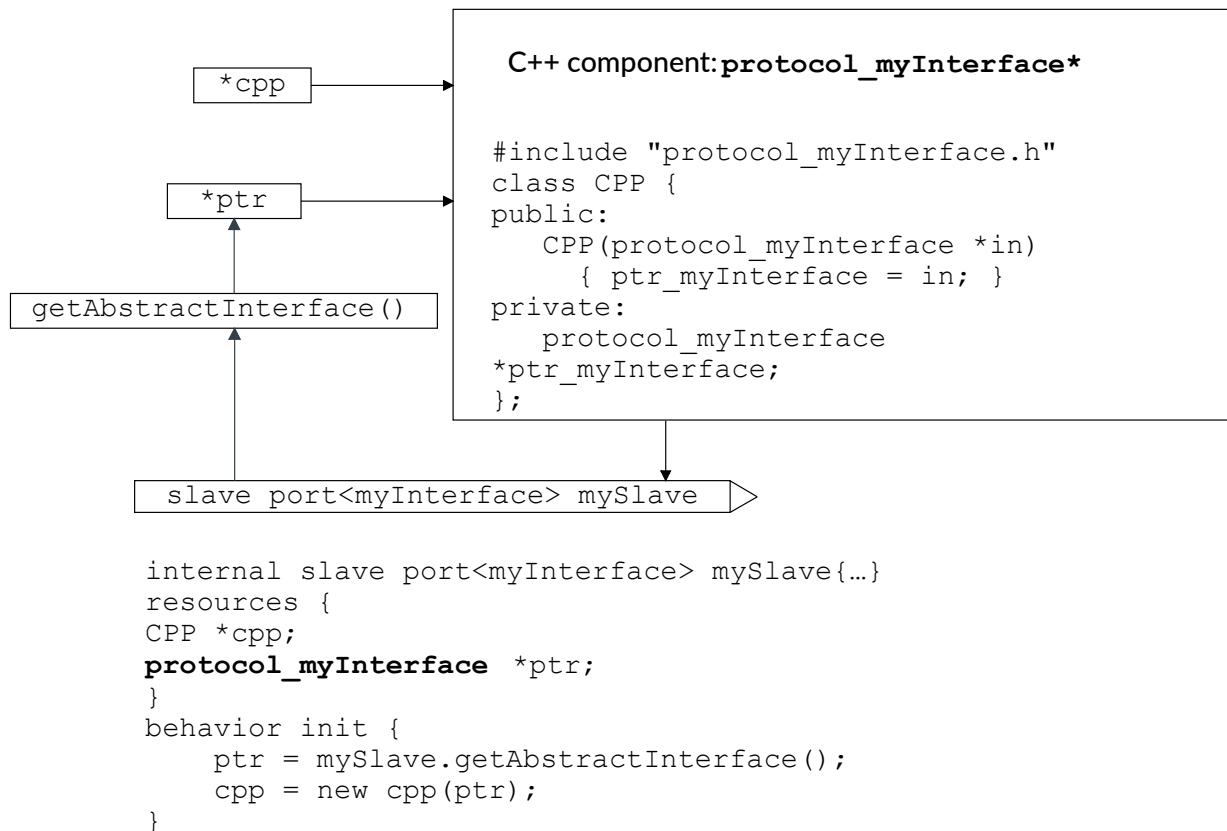 C++ component: protocol_myInterface*
*cpp
#include "protocol_myInterface.h"
class CPP {
*ptr
public:
CPP(protocol_myInterface *in)
{ ptr_myInterface = in; }
getAbstractInterface()
private:
protocol_myInterface
*ptr_myInterface;
};
slave port<myInterface> mySlave
internal slave port<myInterface> mySlave{…}
resources {
CPP *cpp;
protocol_myInterface *ptr;
}
behavior init {
ptr = mySlave.getAbstractInterface();
cpp = new cpp(ptr);
}